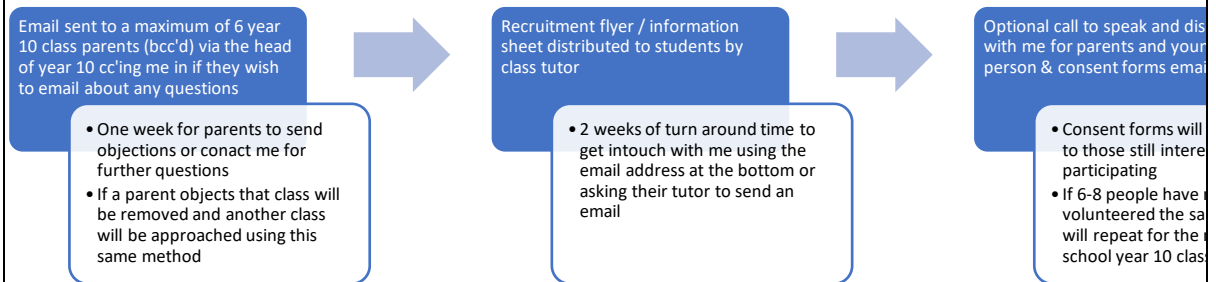 Email sent to a maximum of 6 year
10 class parents (bcc'd) via the head
of year 10 cc'ing me in if they wish
to email about any questions
• One week for parents to send
objections or conact me for
further questions
• If a parent objects that class will
be removed and another class
will be approached using this
same method
Recruitment flyer / information
sheet distributed to students by
class tutor
• 2 weeks of turn around time to
get intouch with me using the
email address at the bottom or
asking their tutor to send an
email
Optional call to speak and
with me for parents and
person & consent forms
• Consent forms will
to those still
participating
• If 6-8 people have
volunteered the
will repeat for the
school year 10